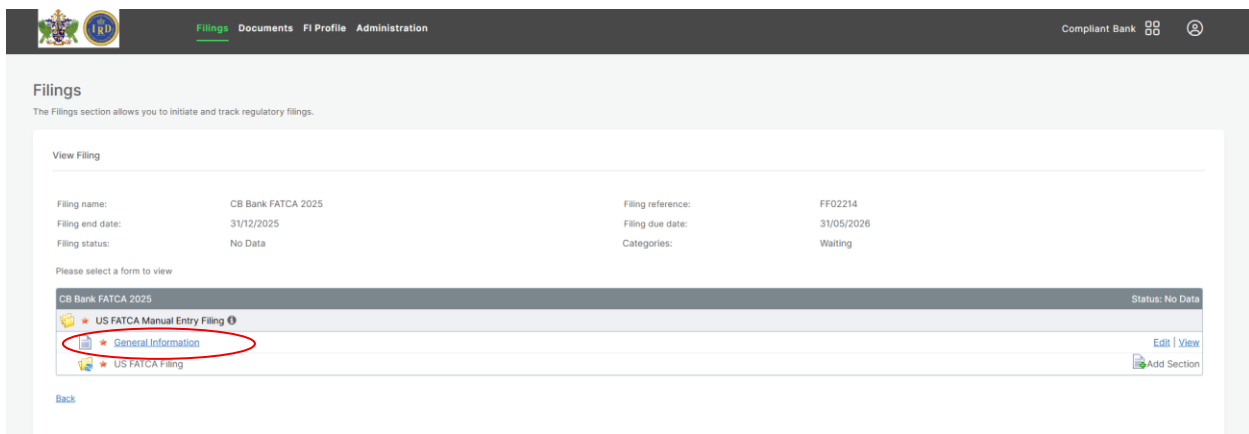 IRD Filings Documents FI Profile Administration Compliant Bank
Filings
The Filings section allows you to initiate and track regulatory filings.
View Filing
Filing name: CB Bank FATCA 2025 Filing reference: FF02214
Filing end date: 31/12/2025 Filing due date: 31/05/2026
Filing status: No Data Categories: Waiting
Please select a form to view
CB Bank FATCA 2025 Status: No Data
US FATCA Manual Entry Filing
General Information Edit | View
US FATCA Filing Add Section
Back